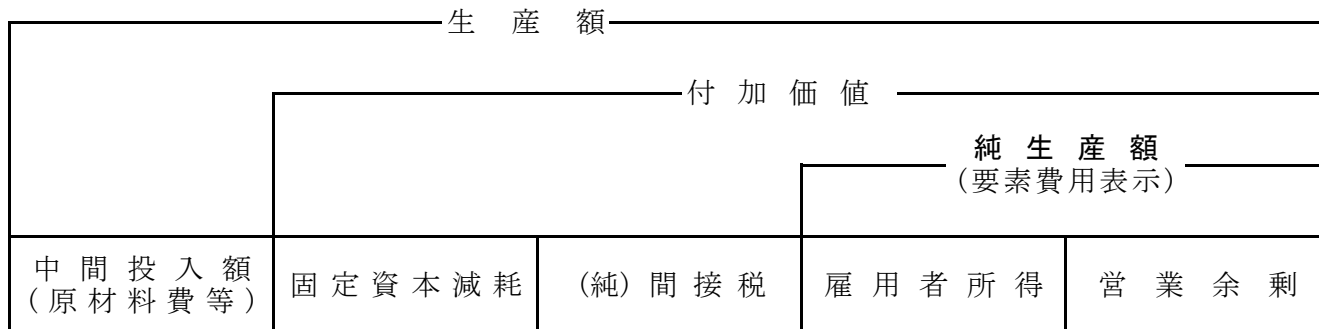 生産額
付加価値
純生産額
(要素費用表示)
中間投入額
(原材料費等)
固定資本減耗
(純)間接税
雇用者所得
営業余剰